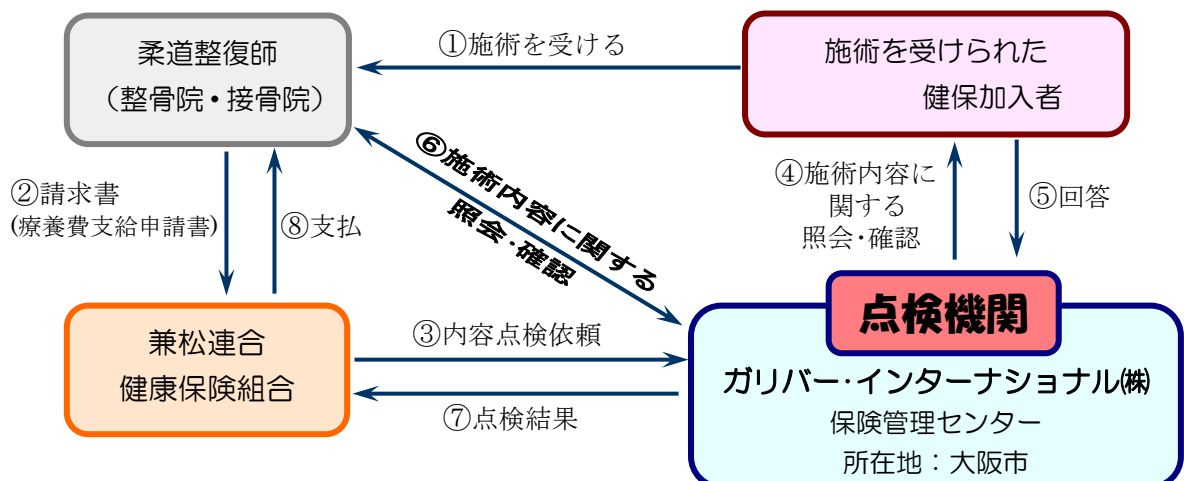 柔道整復師
（整骨院・接骨院）
①施術を受ける
施術を受けられた
健保加入者
②請求書
(療養費支給申請書)
⑧支払
⑥施術内容に関する
照会・確認
④施術内容に
関する
照会・確認
⑤回答
兼松連合
健康保険組合
③内容点検依頼
⑦点検結果
点検機関
ガリバー・インターナショナル㈱
保険管理センター
所在地：大阪市